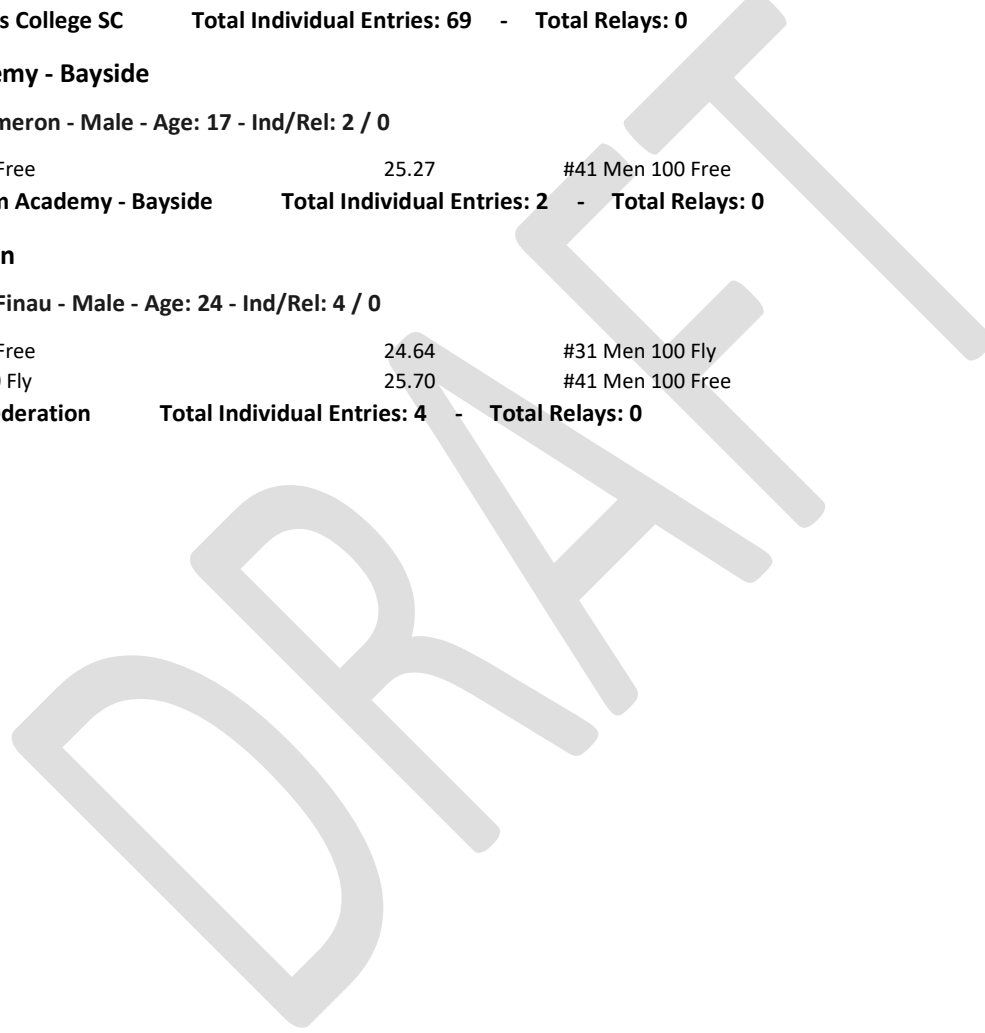 s College SC Total Individual Entries: 69 - Total Relays: 0
emy - Bayside
meron - Male - Age: 17 - Ind/Rel: 2 / 0
Free 25.27 #41 Men 100 Free
n Academy - Bayside Total Individual Entries: 2 - Total Relays: 0
n
Finau - Male - Age: 24 - Ind/Rel: 4 / 0
Free 24.64 #31 Men 100 Fly
Fly 25.70 #41 Men 100 Free
deration Total Individual Entries: 4 - Total Relays: 0
DRAFT